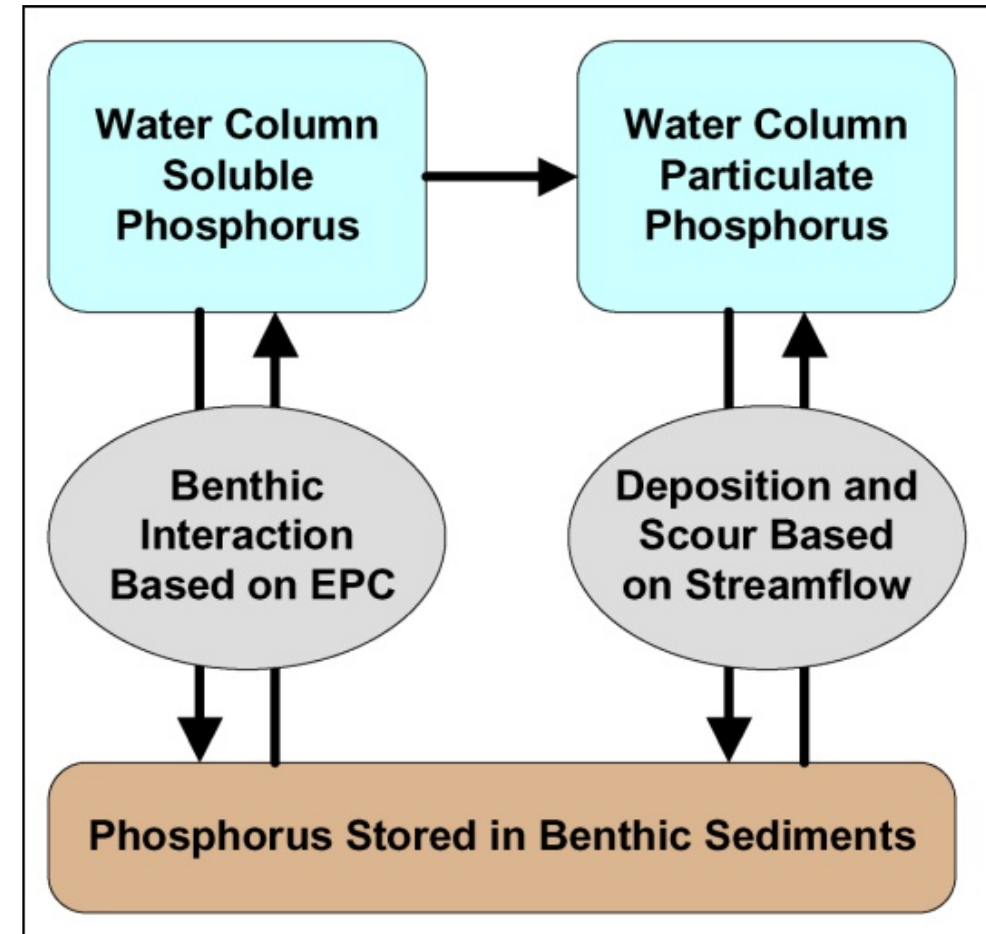 Water Column
Soluble
Phosphorus
Water Column
Particulate
Phosphorus
Benthic
Interaction
Based on EPC
Deposition and
Scour Based
on Streamflow
Phosphorus Stored in Benthic Sediments